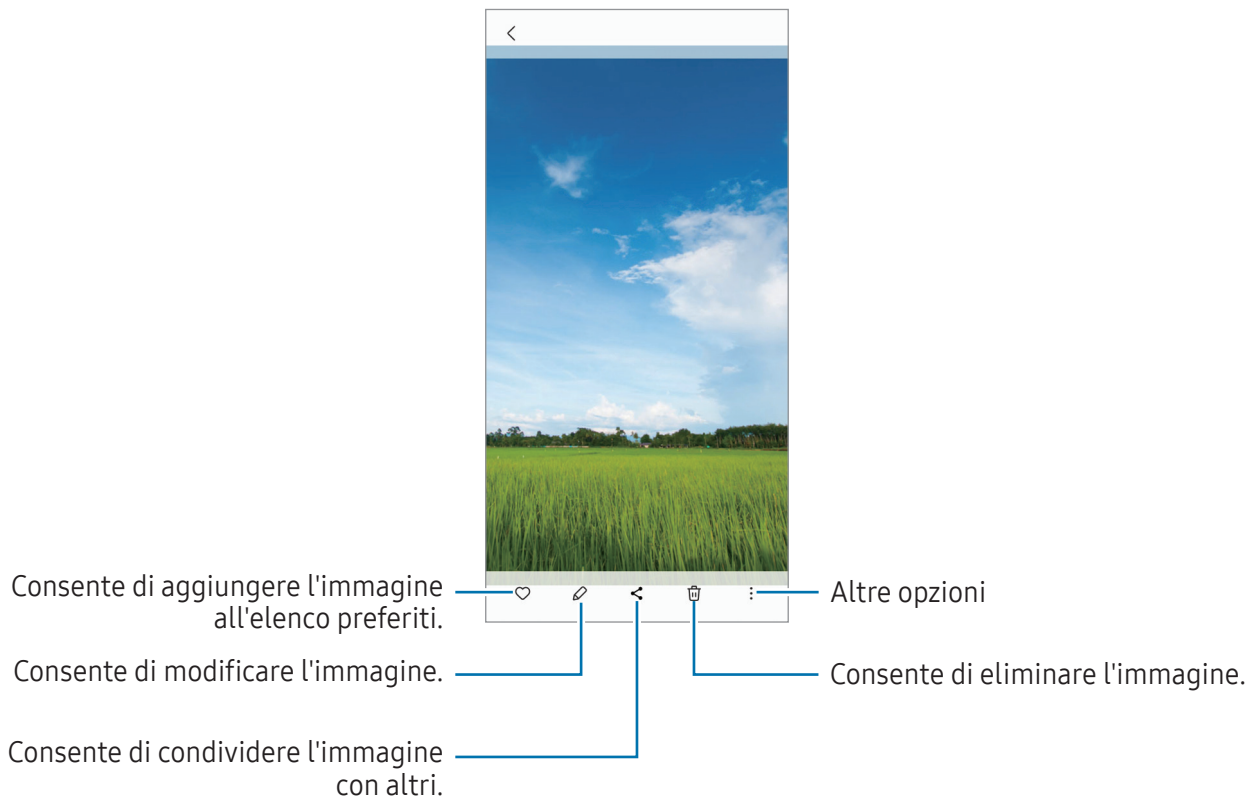 Consente di aggiungere l'immagine
all'elenco preferiti.
Consente di modificare l'immagine.
Consente di condividere l'immagine
con altri.
Altre opzioni
Consente di eliminare l'immagine.